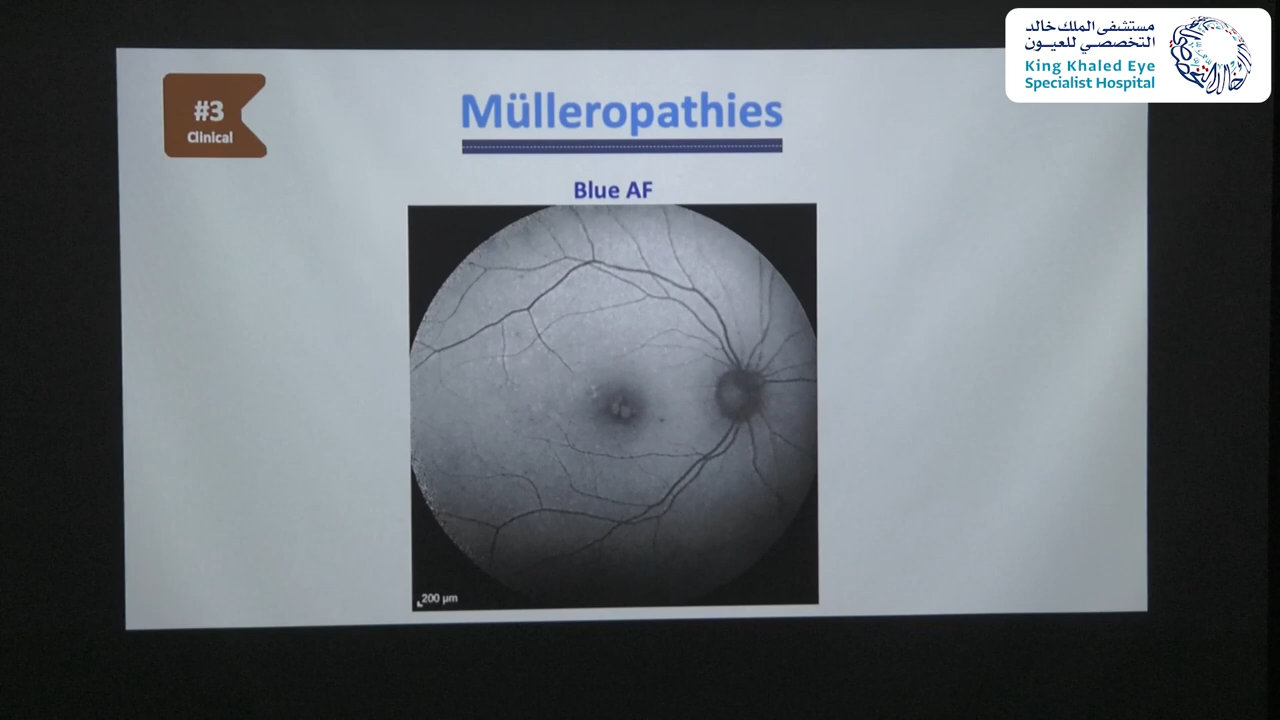 مستشفى الملك خالد
التخصصي للعيون
King Khaled Eye
Specialist Hospital
#3
Clinical
Mülleropathies
Blue AF
200 µm